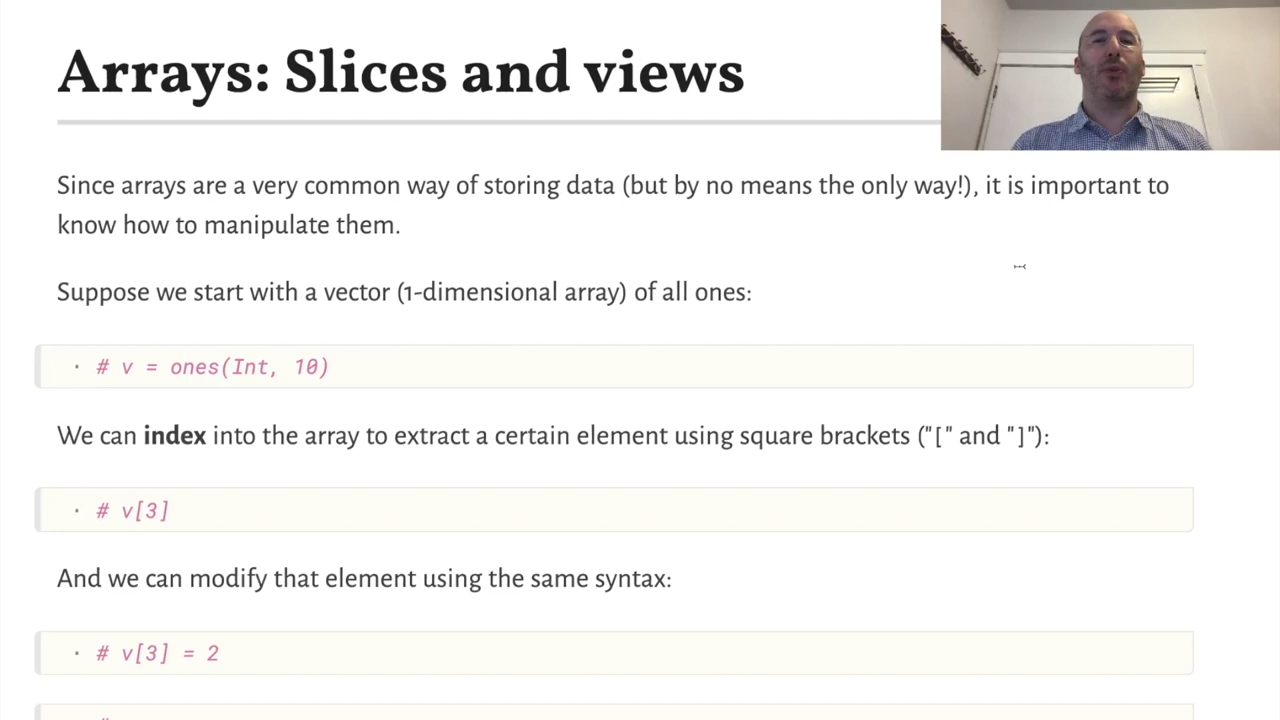 Arrays: Slices and views
Since arrays are a very common way of storing data (but by no means the only way!), it is important to
know how to manipulate them.
Suppose we start with a vector (1-dimensional array) of all ones:
# v = ones(Int, 10)
We can index into the array to extract a certain element using square brackets ("[" and "]"):
# v[3]
And we can modify that element using the same syntax:
# v[3] = 2